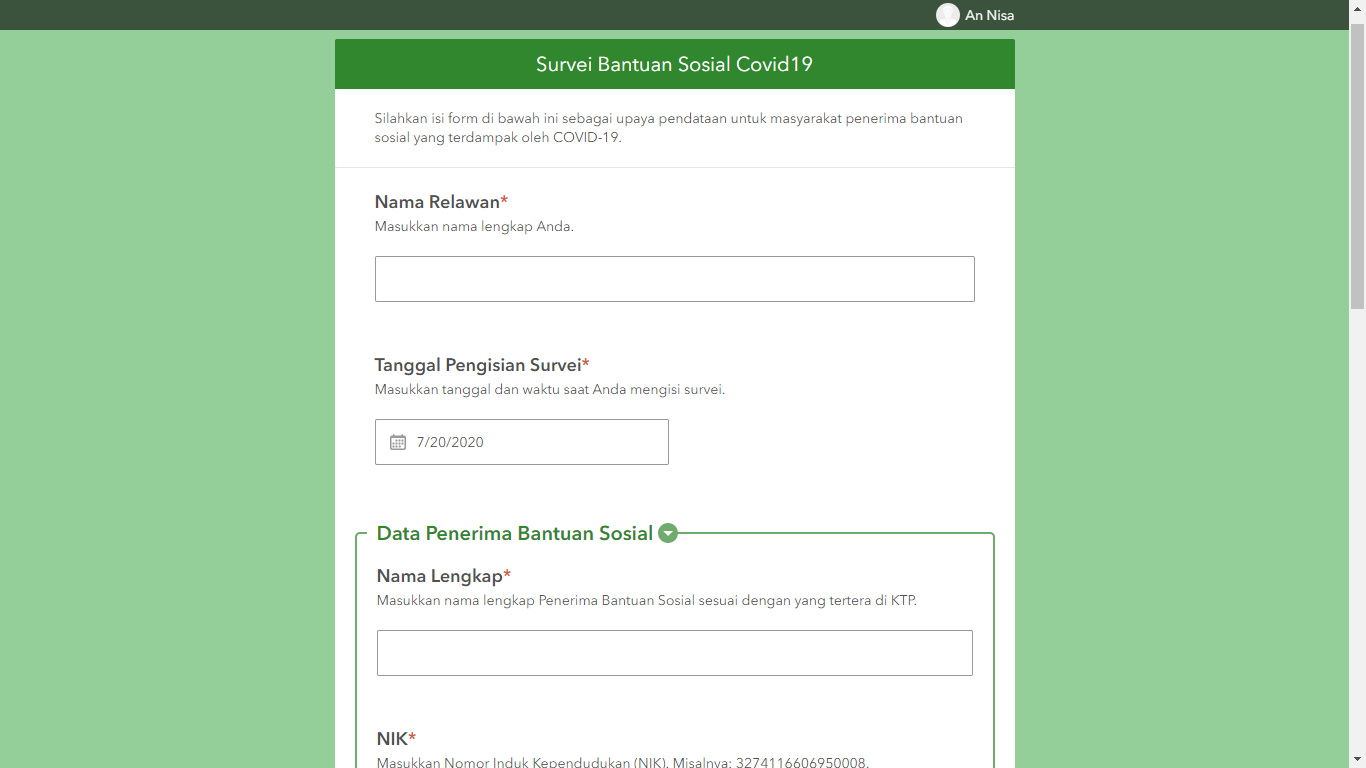 An Nisa
Survei Bantuan Sosial Covid19
Silahkan isi form di bawah ini sebagai upaya pendataan untuk masyarakat penerima bantuan
sosial yang terdampak oleh COVID-19.
Nama Relawan*
Masukkan nama lengkap Anda.
Tanggal Pengisian Survei*
Masukkan tanggal dan waktu saat Anda mengisi survei.
7/20/2020
Data Penerima Bantuan Sosial
Nama Lengkap*
Masukkan nama lengkap Penerima Bantuan Sosial sesuai dengan yang tertera di KTP.
NIK*
Masukkan Nomor Induk Kependudukan (NIK). Misalnya: 3274116606950008.